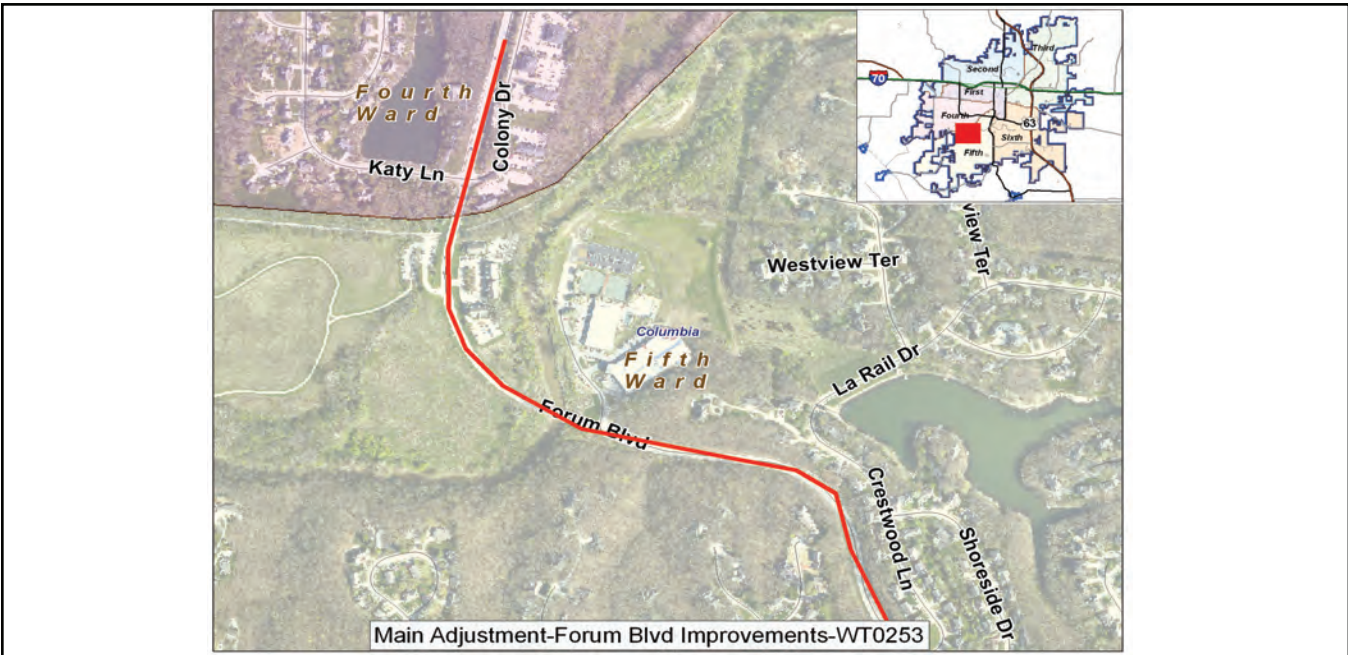 Fourth
Ward
Colony Dr
Katy Ln
70
Second
Third
First
Fourth
63
Sixth
Fifth
view Ter
Westview Ter
Columbia
Fifth
Ward
La Rail Dr
Forum Blvd
Crestwood Ln
Shoreside Dr
Main Adjustment-Forum Blvd Improvements-WT0253